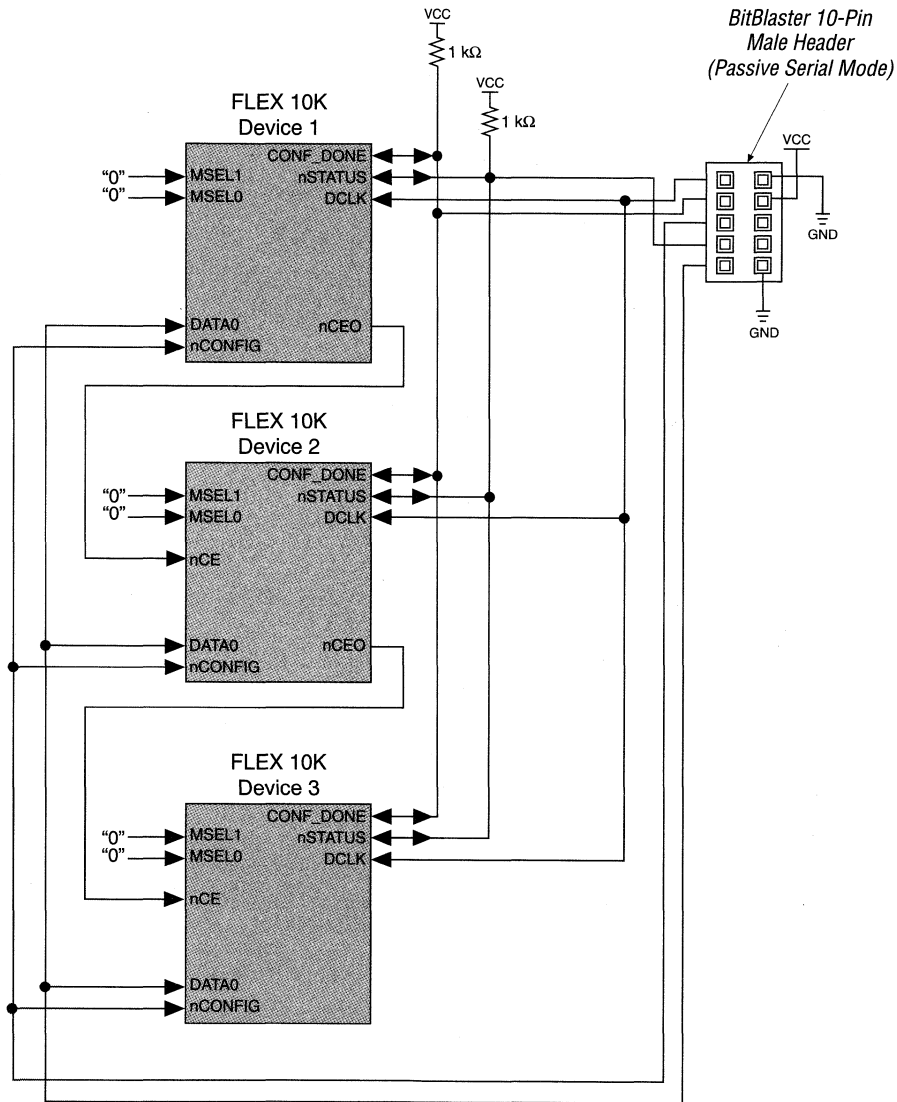 VCC
1 kΩ
VCC
1 kΩ
BitBlaster 10-Pin
Male Header
(Passive Serial Mode)
VCC
GND
GND
FLEX 10K
Device 1
CONF_DONE
nSTATUS
DCLK
"0"
MSEL1
"0"
MSEL0
DATA0
nCEO
nCONFIG
FLEX 10K
Device 2
CONF_DONE
nSTATUS
DCLK
"0"
MSEL1
"0"
MSEL0
nCE
DATA0
nCEO
nCONFIG
FLEX 10K
Device 3
CONF_DONE
nSTATUS
DCLK
"0"
MSEL1
"0"
MSEL0
nCE
DATA0
nCONFIG